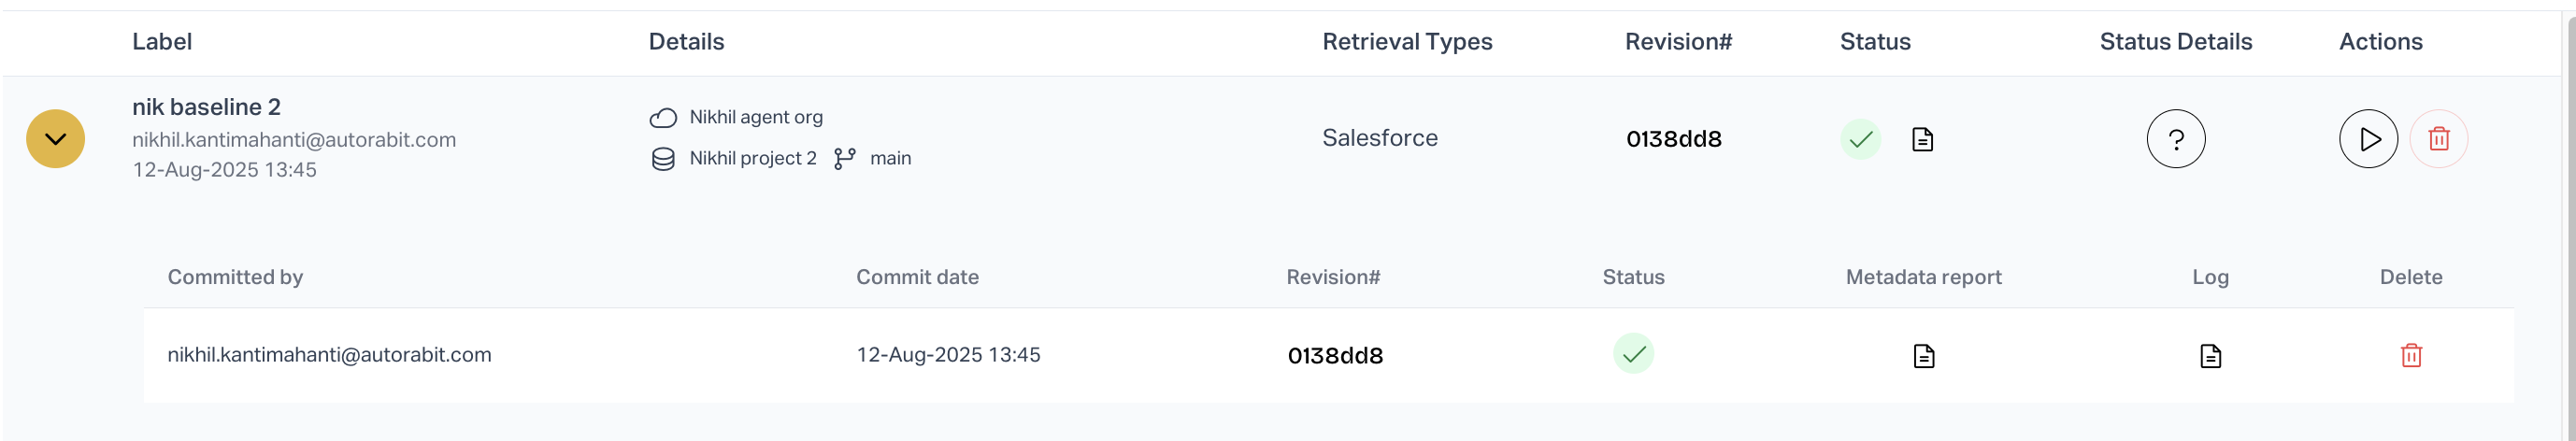 Label Details Retrieval Types Revision# Status Status Details Actions
nik baseline 2
nikhil.kantimahanti@autorabit.com
12-Aug-2025 13:45
Nikhil agent org
Nikhil project 2 main
Salesforce
0138dd8
?
Committed by Commit date Revision# Status Metadata report Log Delete
nikhil.kantimahanti@autorabit.com 12-Aug-2025 13:45 0138dd8